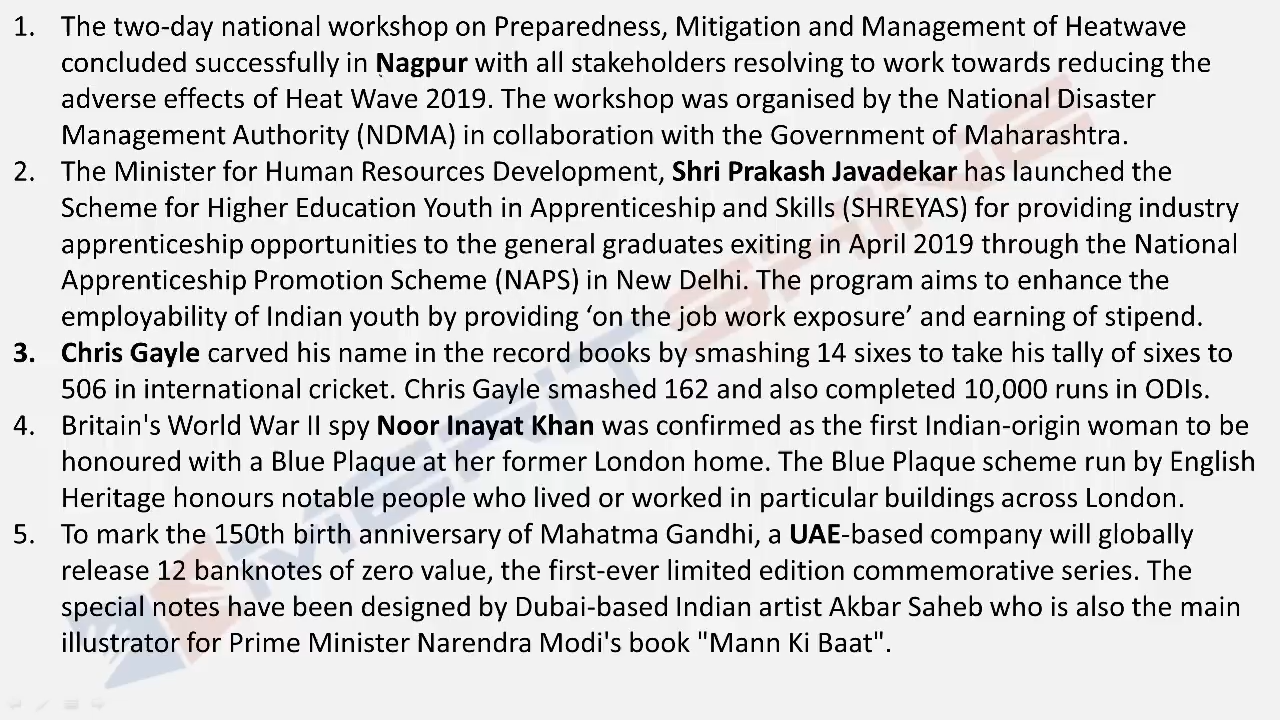 1. The two-day national workshop on Preparedness, Mitigation and Management of Heatwave
concluded successfully in Nagpur with all stakeholders resolving to work towards reducing the
adverse effects of Heat Wave 2019. The workshop was organised by the National Disaster
Management Authority (NDMA) in collaboration with the Government of Maharashtra.
2. The Minister for Human Resources Development, Shri Prakash Javadekar has launched the
Scheme for Higher Education Youth in Apprenticeship and Skills (SHREYAS) for providing industry
apprenticeship opportunities to the general graduates exiting in April 2019 through the National
Apprenticeship Promotion Scheme (NAPS) in New Delhi. The program aims to enhance the
employability of Indian youth by providing ‘on the job work exposure’ and earning of stipend.
3. Chris Gayle carved his name in the record books by smashing 14 sixes to take his tally of sixes to
506 in international cricket. Chris Gayle smashed 162 and also completed 10,000 runs in ODIs.
4. Britain's World War II spy Noor Inayat Khan was confirmed as the first Indian-origin woman to be
honoured with a Blue Plaque at her former London home. The Blue Plaque scheme run by English
Heritage honours notable people who lived or worked in particular buildings across London.
5. To mark the 150th birth anniversary of Mahatma Gandhi, a UAE-based company will globally
release 12 banknotes of zero value, the first-ever limited edition commemorative series. The
special notes have been designed by Dubai-based Indian artist Akbar Saheb who is also the main
illustrator for Prime Minister Narendra Modi's book "Mann Ki Baat".
MERIT SHINE